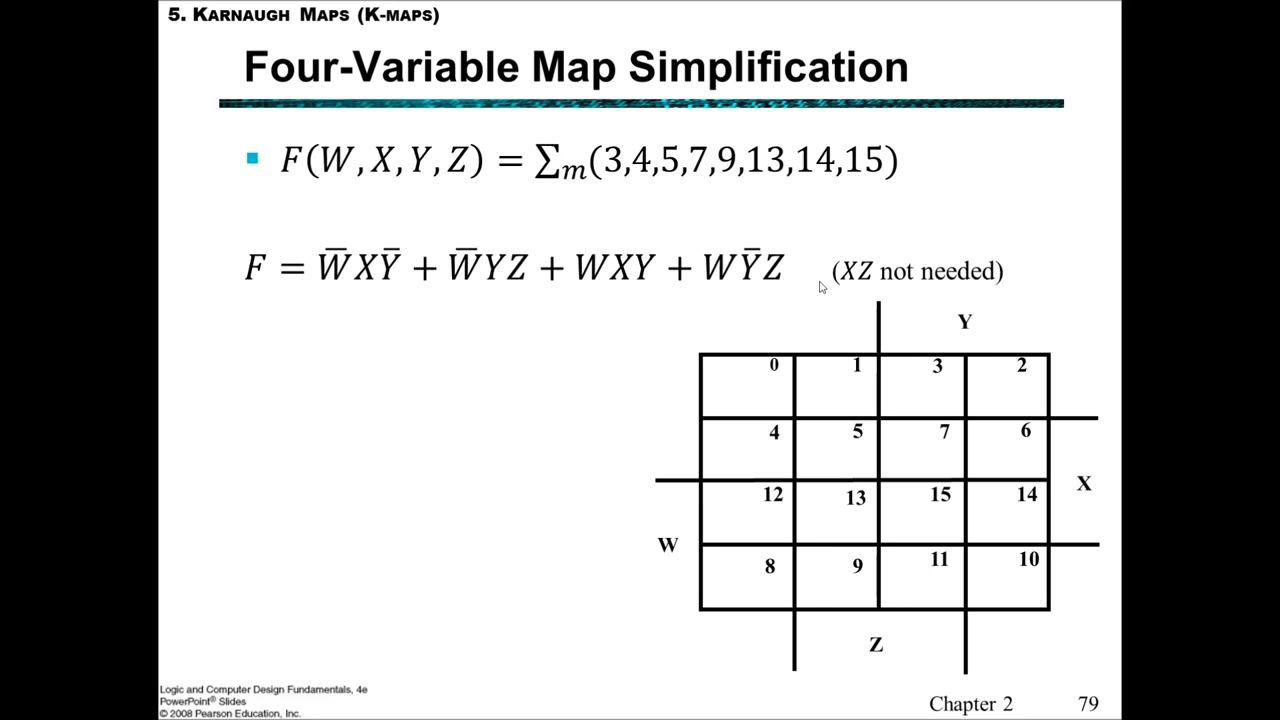 5. KARNAUGH MAPS (K-MAPS)
Four-Variable Map Simplification
▪ F(W, X, Y, Z) = ∑m(3,4,5,7,9,13,14,15)
F = W̅XY̅ + W̅YZ + WXY + WY̅Z (XZ not needed)
Y
0 1 3 2
4 5 7 6
X
12 13 15 14
W
8 9 11 10
Z
Logic and Computer Design Fundamentals, 4e
PowerPoint® Slides
© 2008 Pearson Education, Inc.
Chapter 2 79